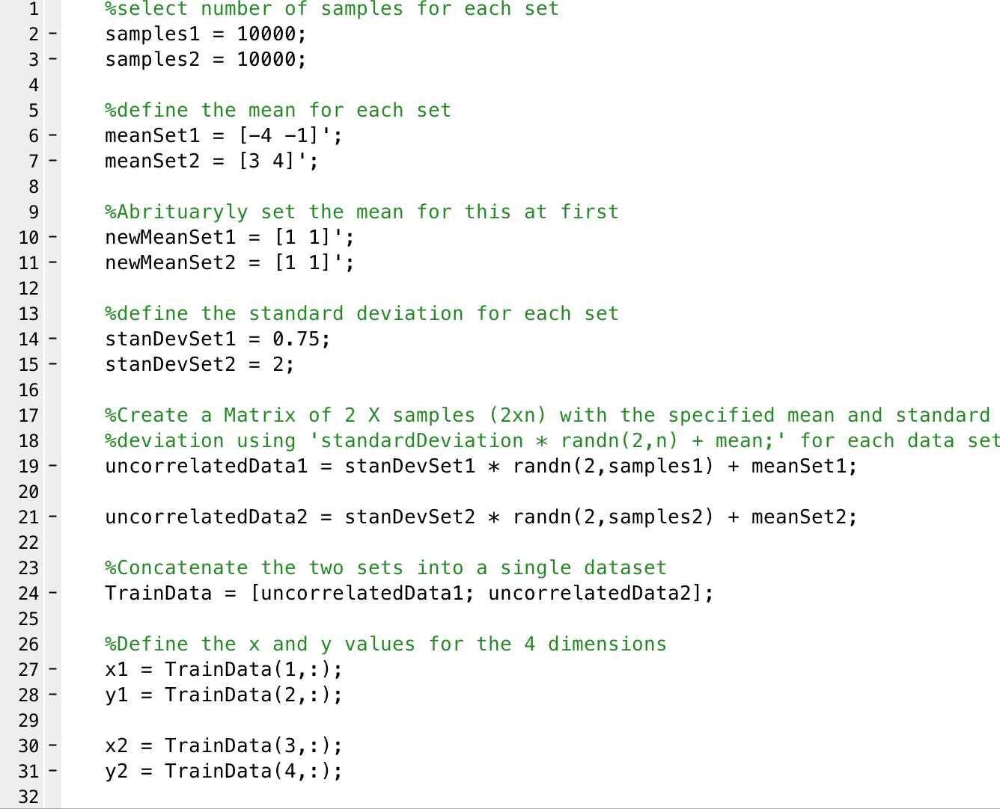 1 %select number of samples for each set
2 - samples1 = 10000;
3 - samples2 = 10000;
4
5 %define the mean for each set
6 - meanSet1 = [-4 -1]';
7 - meanSet2 = [3 4]';
8
9 %Abrituaryly set the mean for this at first
10 - newMeanSet1 = [1 1]';
11 - newMeanSet2 = [1 1]';
12
13 %define the standard deviation for each set
14 - stanDevSet1 = 0.75;
15 - stanDevSet2 = 2;
16
17 %Create a Matrix of 2 X samples (2xn) with the specified mean and standard
18 %deviation using 'standardDeviation * randn(2,n) + mean;' for each data set
19 - uncorrelatedData1 = stanDevSet1 * randn(2,samples1) + meanSet1;
20
21 - uncorrelatedData2 = stanDevSet2 * randn(2,samples2) + meanSet2;
22
23 %Concatenate the two sets into a single dataset
24 - TrainData = [uncorrelatedData1; uncorrelatedData2];
25
26 %Define the x and y values for the 4 dimensions
27 - x1 = TrainData(1,:);
28 - y1 = TrainData(2,:);
29
30 - x2 = TrainData(3,:);
31 - y2 = TrainData(4,:);
32